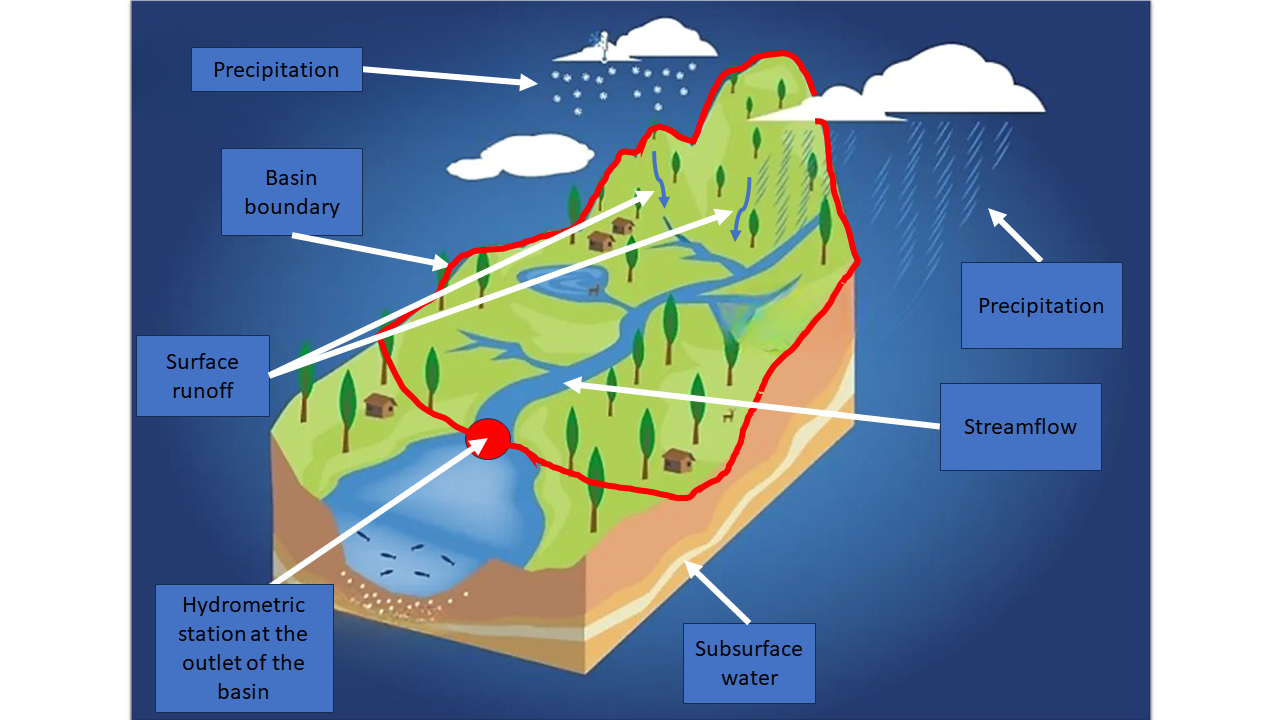 Precipitation
Basin
boundary
Precipitation
Surface
runoff
Streamflow
Hydrometric
station at the
outlet of the
basin
Subsurface
water